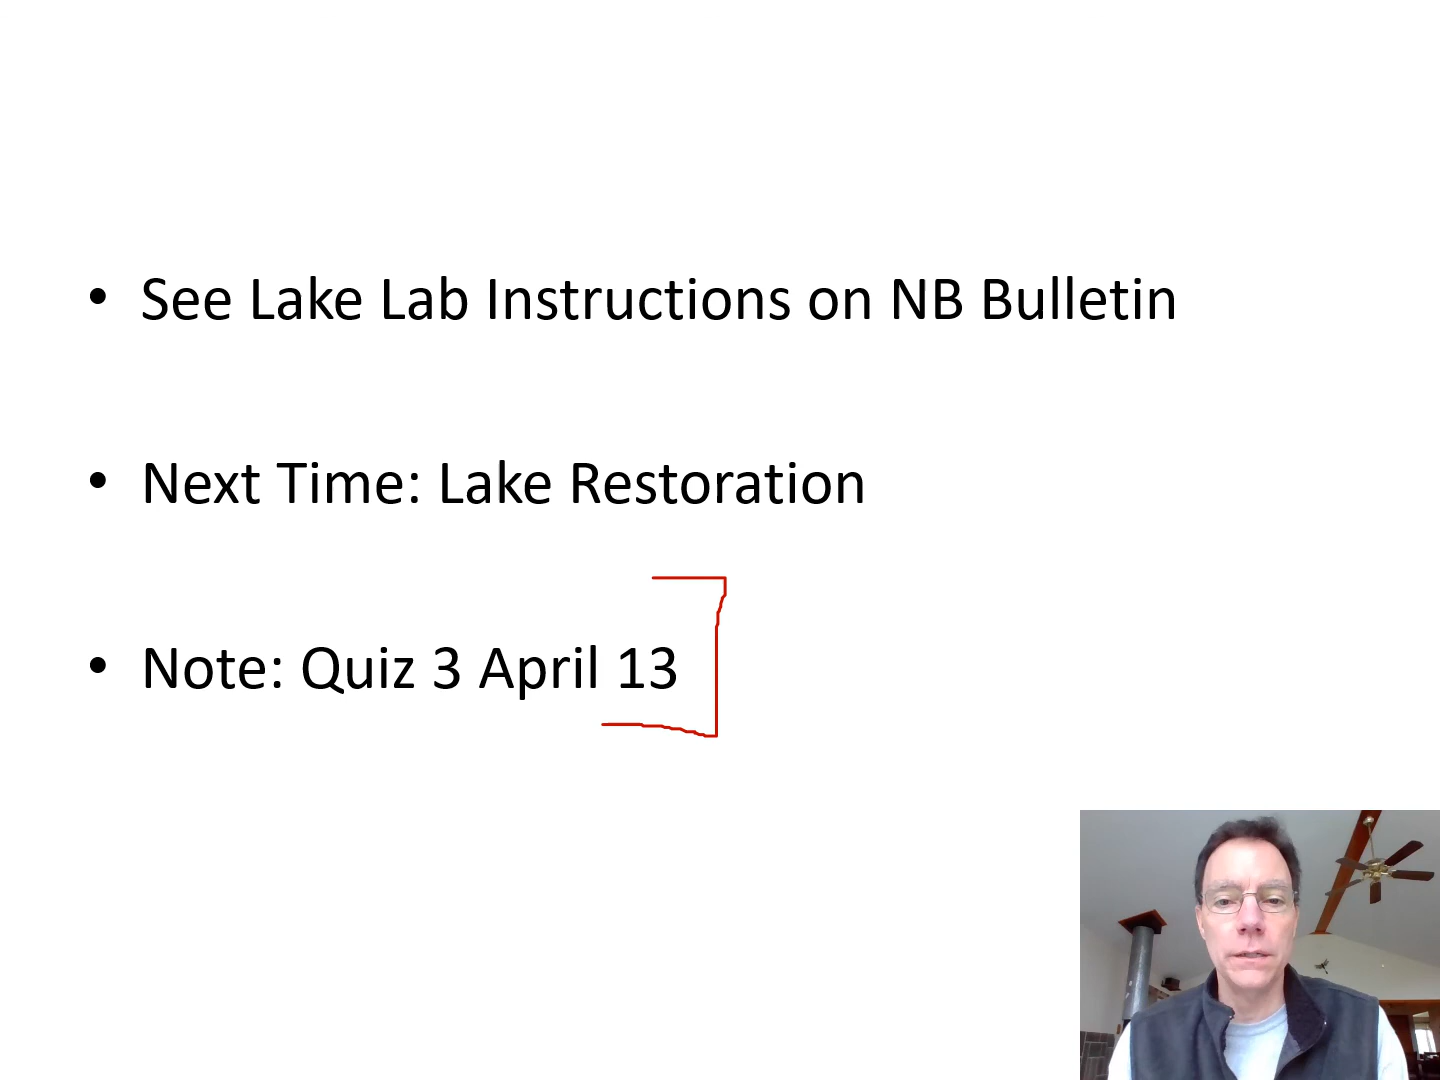 • See Lake Lab Instructions on NB Bulletin
• Next Time: Lake Restoration
• Note: Quiz 3 April 13